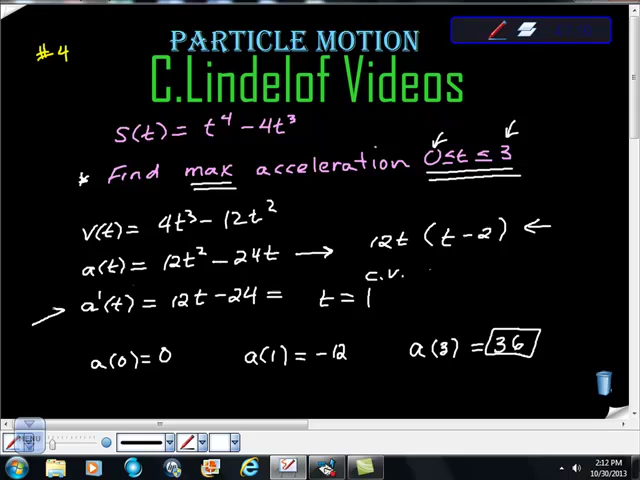 #4
PARTICLE MOTION
C.Lindelof Videos
S(t) = t⁴ - 4t³
* Find max acceleration 0 ≤ t ≤ 3
v(t) = 4t³ - 12t²
a(t) = 12t² - 24t → 12t (t - 2) ←
c.v.
→ a'(t) = 12t - 24 = t = 1
a(0) = 0 a(1) = -12 a(3) = 36
MENU
2:12 PM
10/30/2013